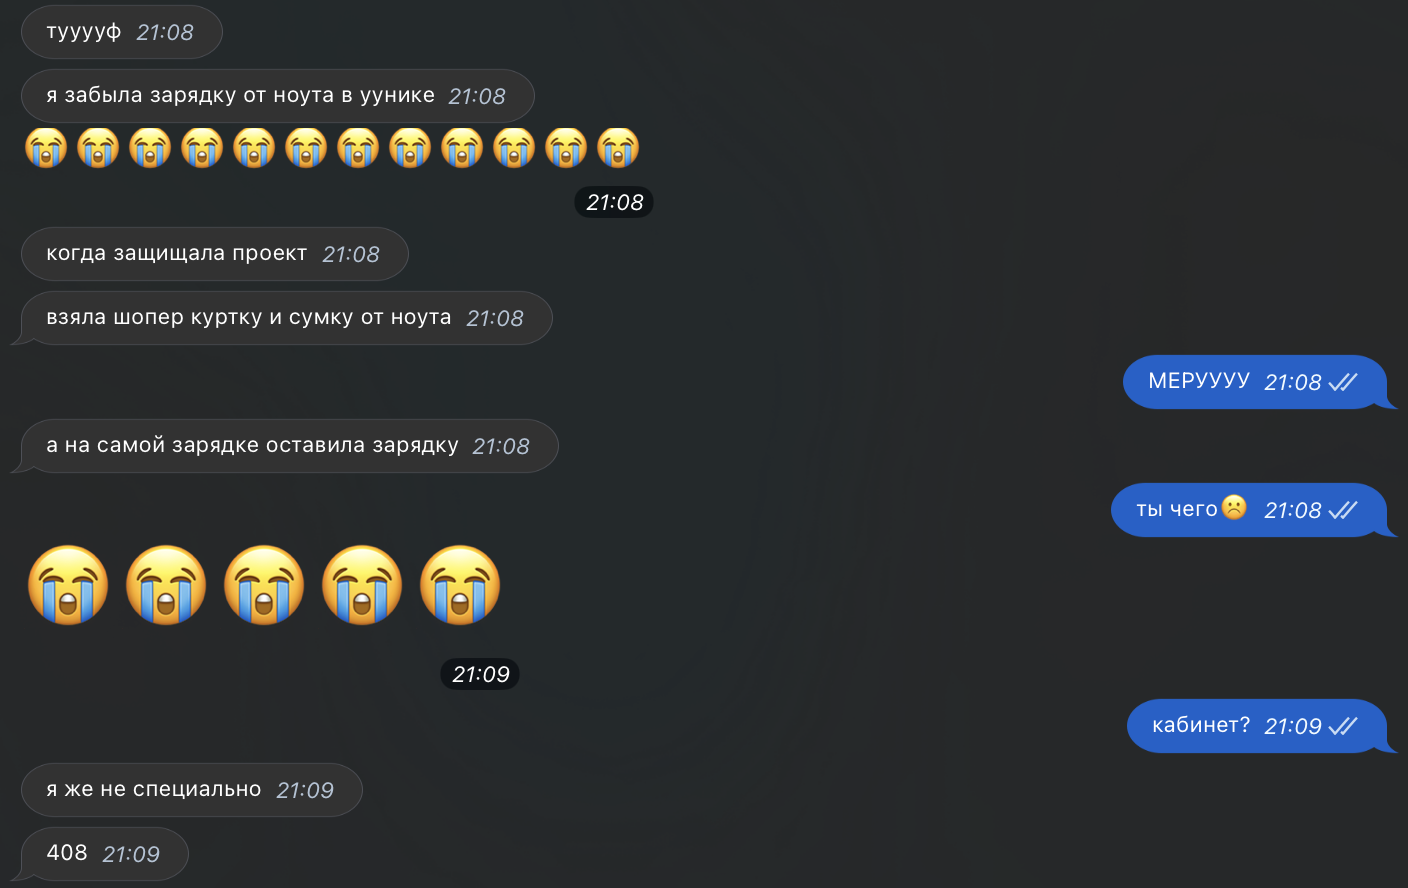 тууууф 21:08
я забыла зарядку от ноута в уунике 21:08
😭😭😭😭😭😭😭😭😭😭😭😭
21:08
когда защищала проект 21:08
взяла шопер куртку и сумку от ноута 21:08
МЕРУУУУ 21:08
а на самой зарядке оставила зарядку 21:08
ты чего☹️ 21:08
😭😭😭😭😭
21:09
кабинет? 21:09
я же не специально 21:09
408 21:09